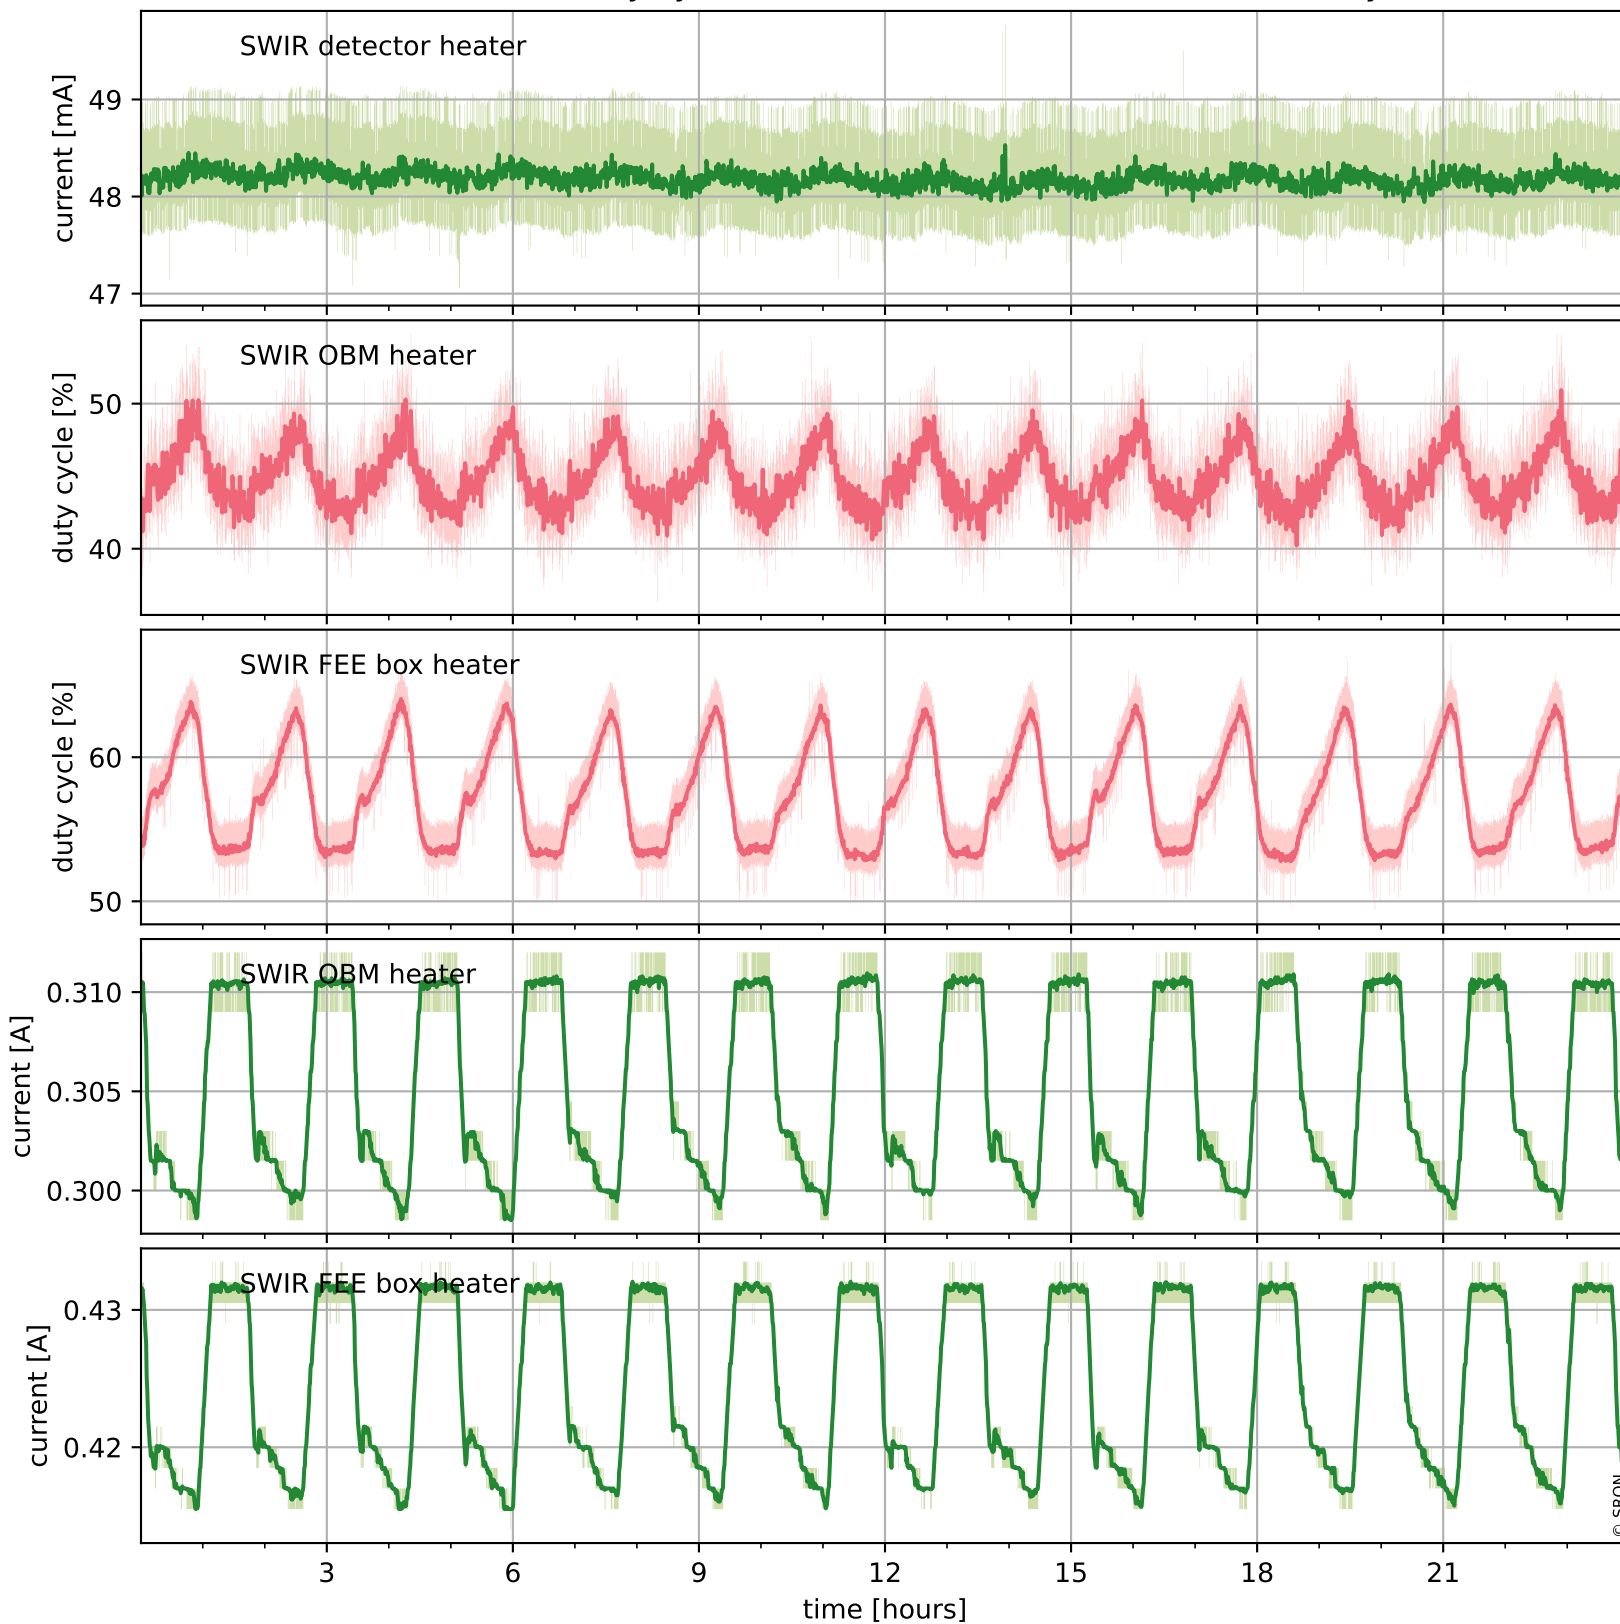 SWIR detector heater
current [mA]
49
48
47
SWIR OBM heater
duty cycle [%]
50
40
SWIR FEE box heater
duty cycle [%]
60
50
SWIR OBM heater
current [A]
0.310
0.305
0.300
SWIR FEE box heater
current [A]
0.43
0.42
3 6 9 12 15 18 21
time [hours]
© SRON